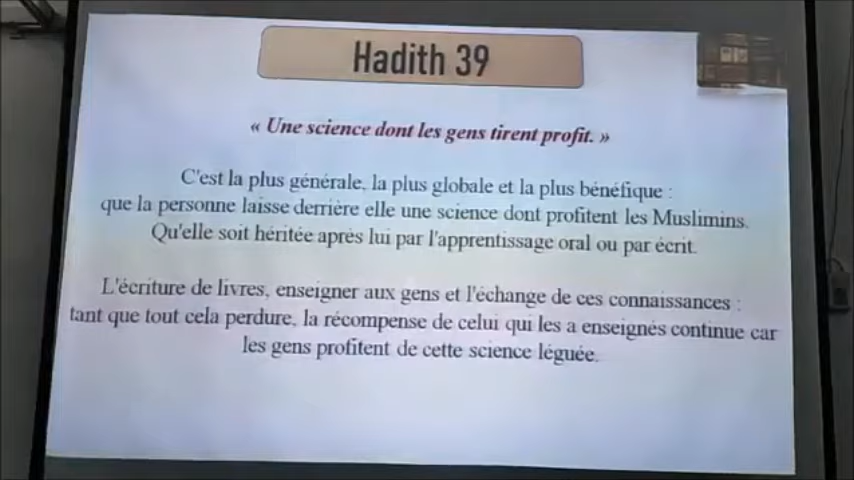 Hadith 39
« Une science dont les gens tirent profit. »
C'est la plus générale, la plus globale et la plus bénéfique :
que la personne laisse derrière elle une science dont profitent les Muslimins.
Qu'elle soit héritée après lui par l'apprentissage oral ou par écrit.
L'écriture de livres, enseigner aux gens et l'échange de ces connaissances :
tant que tout cela perdure, la récompense de celui qui les a enseignés continue car
les gens profitent de cette science léguée.